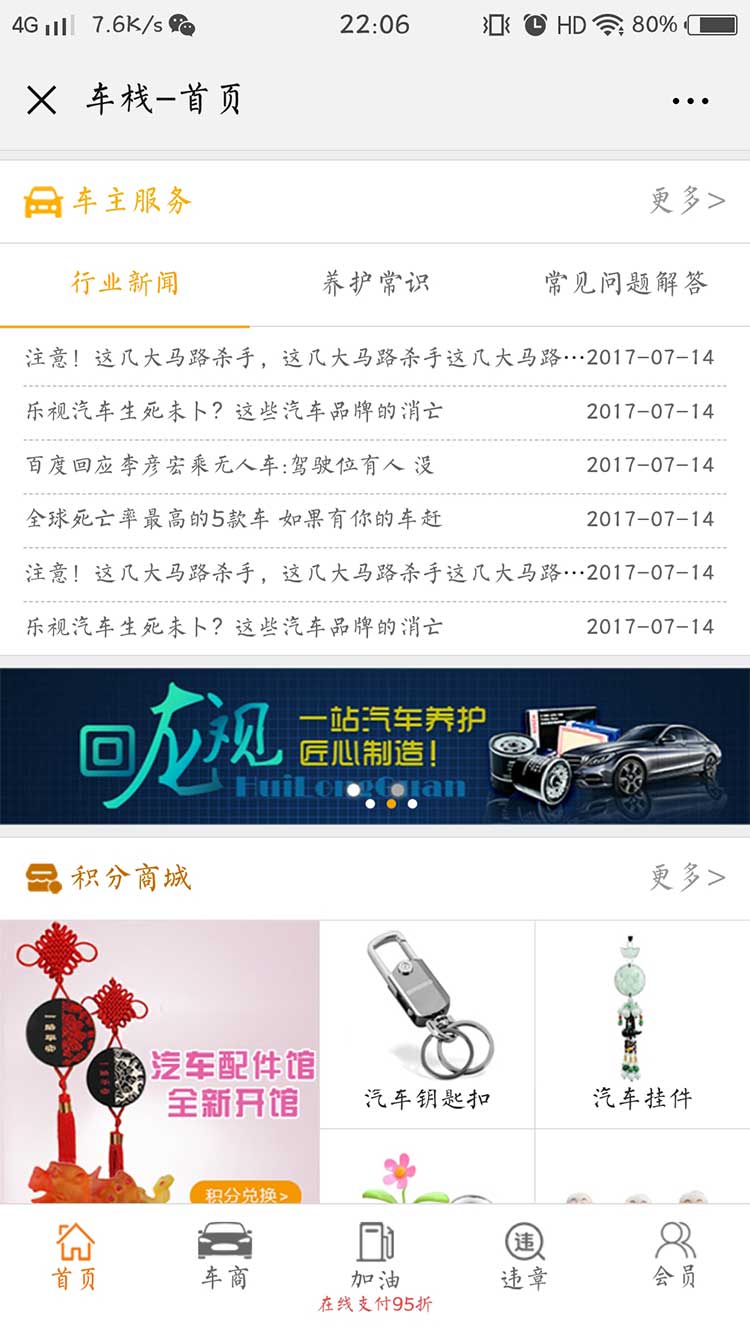 4G 7.6K/s 22:06 HD 80%
车栈-首页
车主服务 更多>
行业新闻 养护常识 常见问题解答
注意！这几大马路杀手，这几大马路杀手这几大马路…2017-07-14
乐视汽车生死未卜？这些汽车品牌的消亡 2017-07-14
百度回应李彦宏乘无人车:驾驶位有人 没 2017-07-14
全球死亡率最高的5款车 如果有你的车赶 2017-07-14
注意！这几大马路杀手，这几大马路杀手这几大马路…2017-07-14
乐视汽车生死未卜？这些汽车品牌的消亡 2017-07-14
回龙观
一站汽车养护
匠心制造！
HuiLongGuan
积分商城 更多>
汽车配件馆
全新开馆
积分兑换>
汽车钥匙扣 汽车挂件
首页 车商 加油 违章 会员
违
在线支付95折